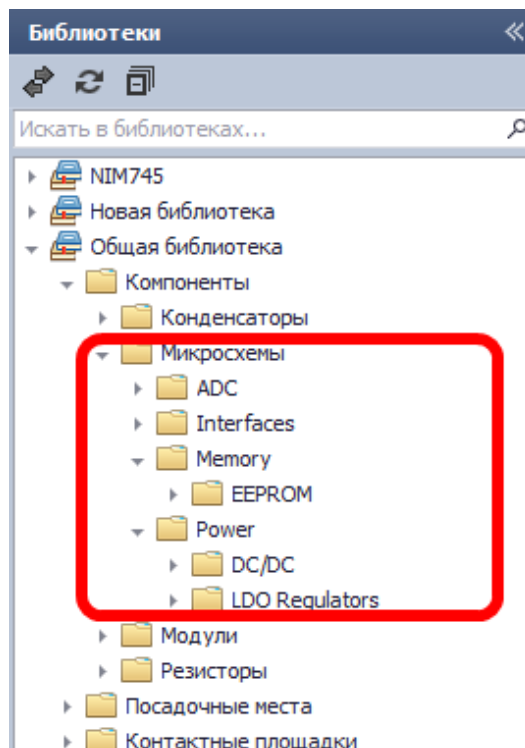 Библиотеки
Искать в библиотеках...
NIM745
Новая библиотека
Общая библиотека
Компоненты
Конденсаторы
Микросхемы
ADC
Interfaces
Memory
EEPROM
Power
DC/DC
LDO Regulators
Модули
Резисторы
Посадочные места
Контактные площадки